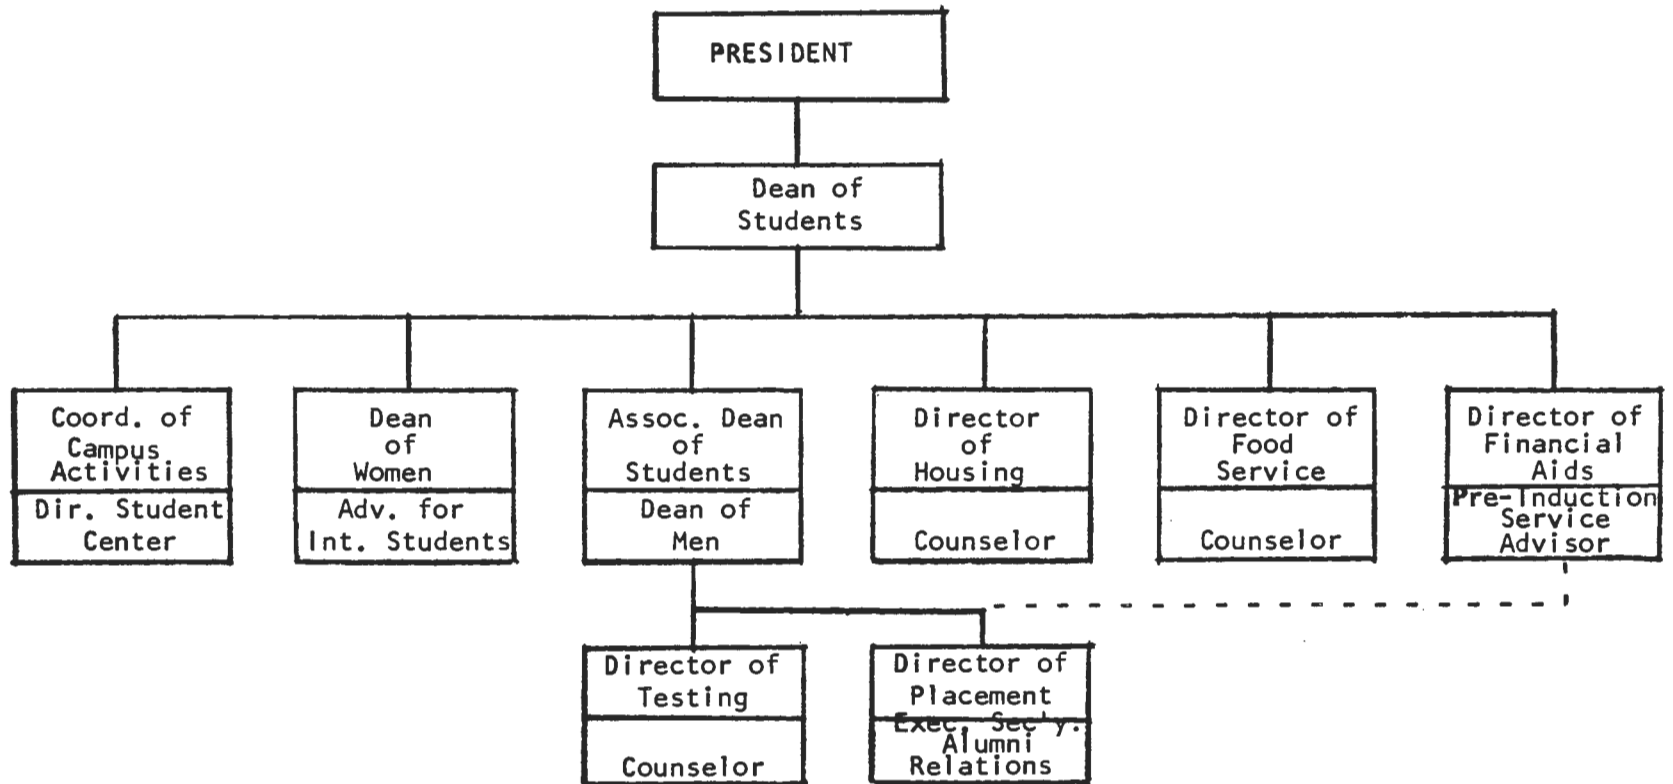 PRESIDENT
Dean of
Students
Coord. of
Campus
Activities
Dir. Student
Center
Dean
of
Women
Adv. for
Int. Students
Assoc. Dean
of
Students
Dean of
Men
Director
of
Housing
Counselor
Director of
Food
Service
Counselor
Director of
Financial
Aids
Pre-Induction
Service
Advisor
Director of
Testing
Counselor
Director of
Placement
Exec. Sec'y.
Alumni
Relations